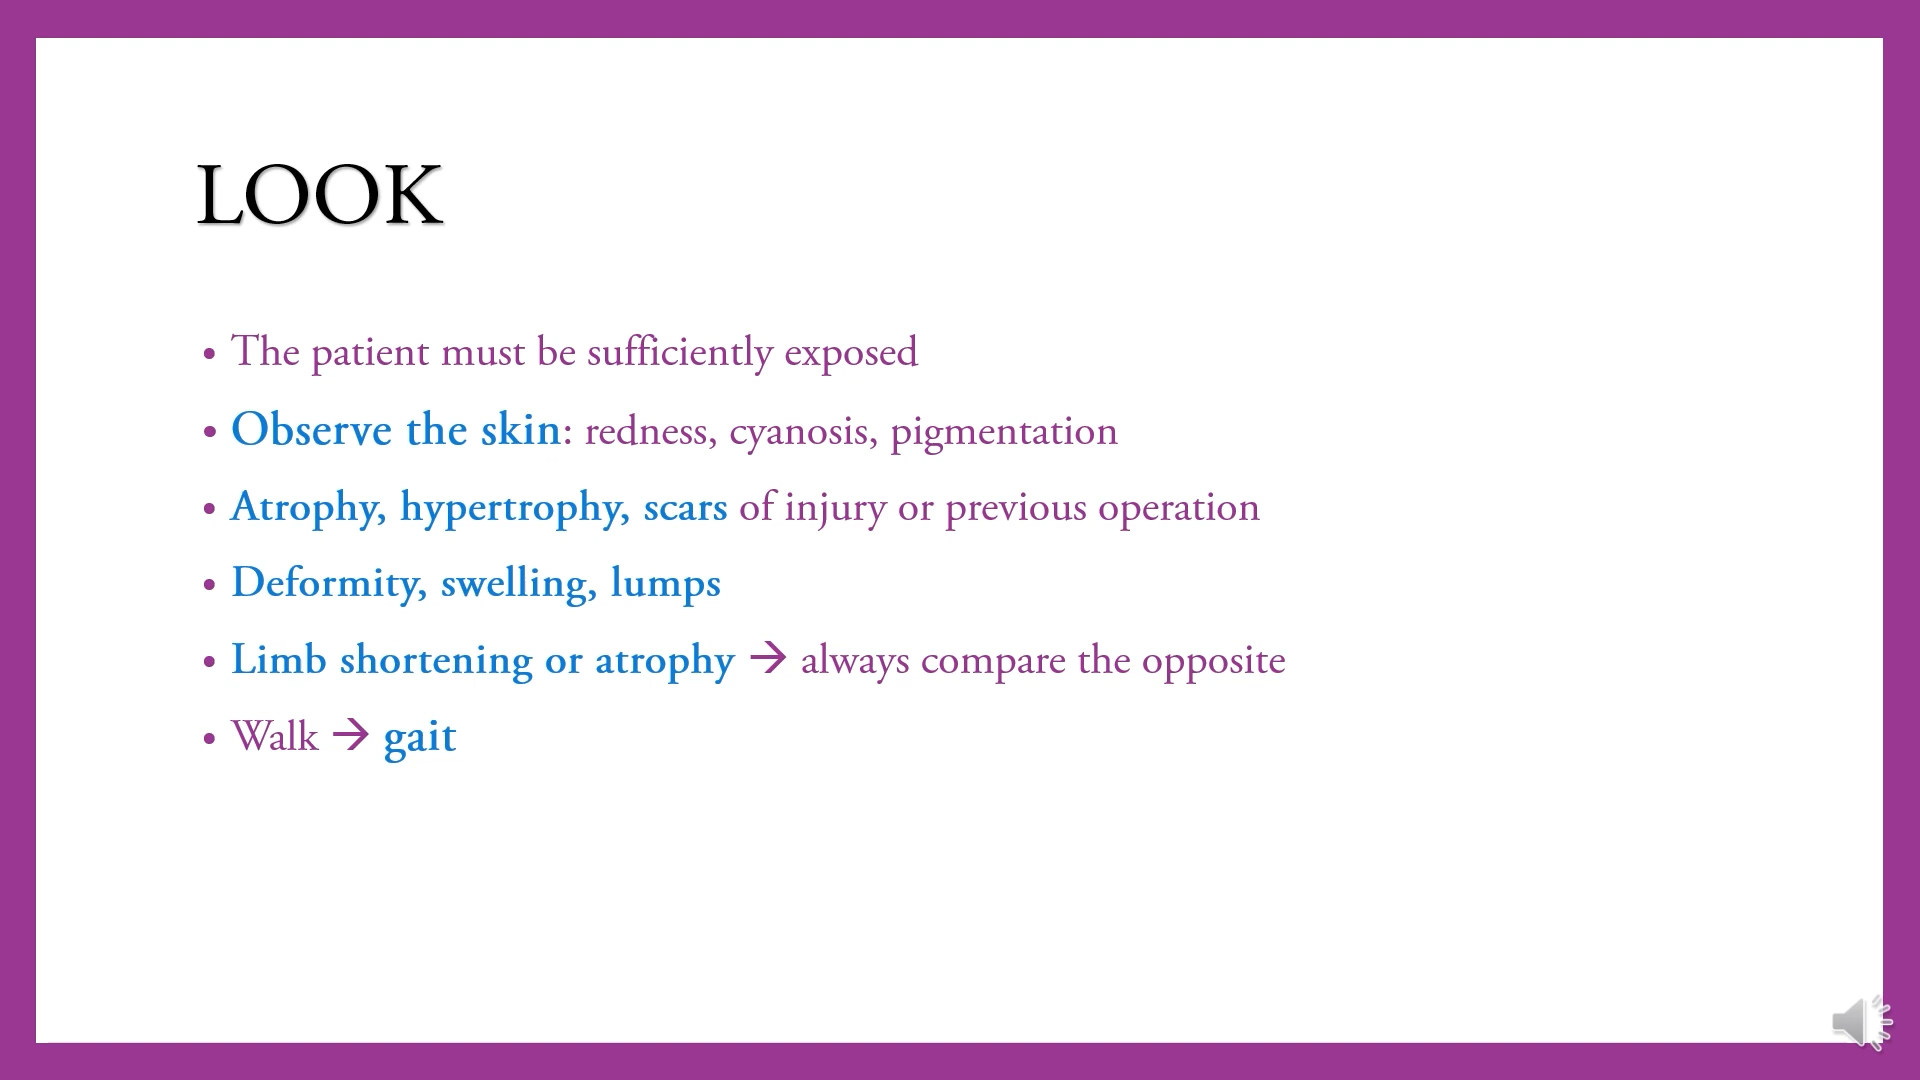 LOOK
• The patient must be sufficiently exposed
• Observe the skin: redness, cyanosis, pigmentation
• Atrophy, hypertrophy, scars of injury or previous operation
• Deformity, swelling, lumps
• Limb shortening or atrophy → always compare the opposite
• Walk → gait